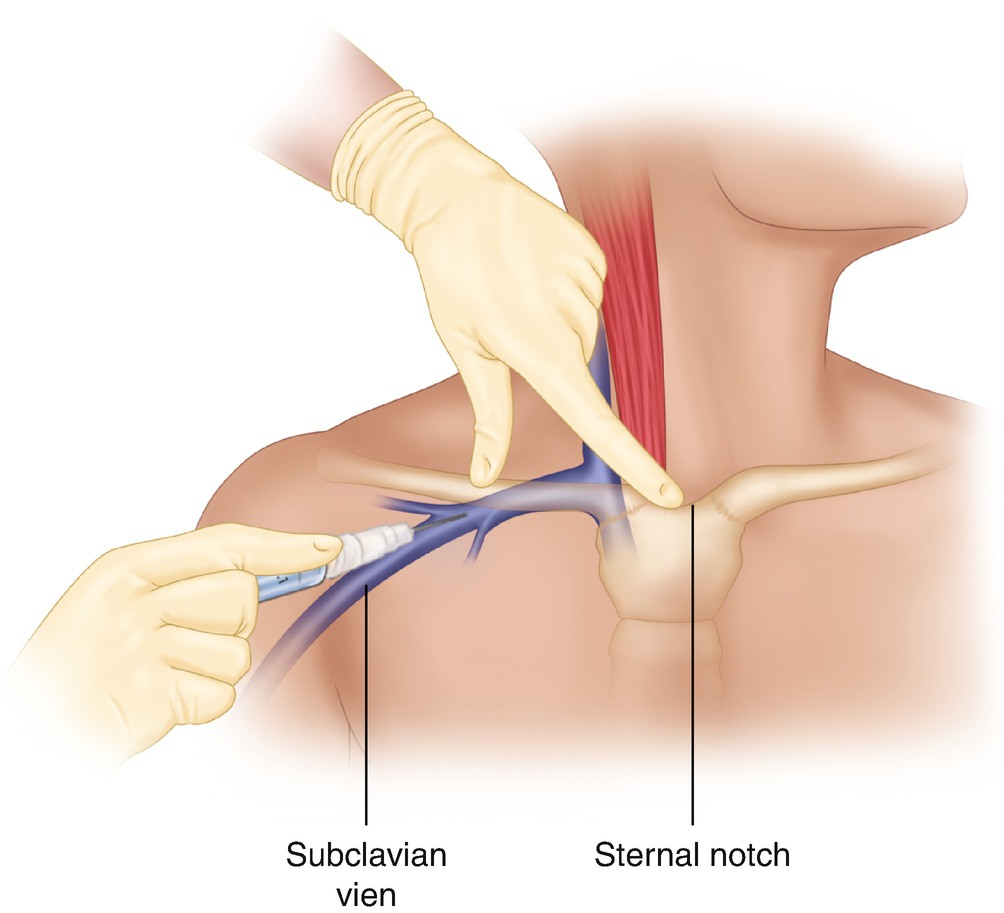 Subclavian
vien
Sternal notch